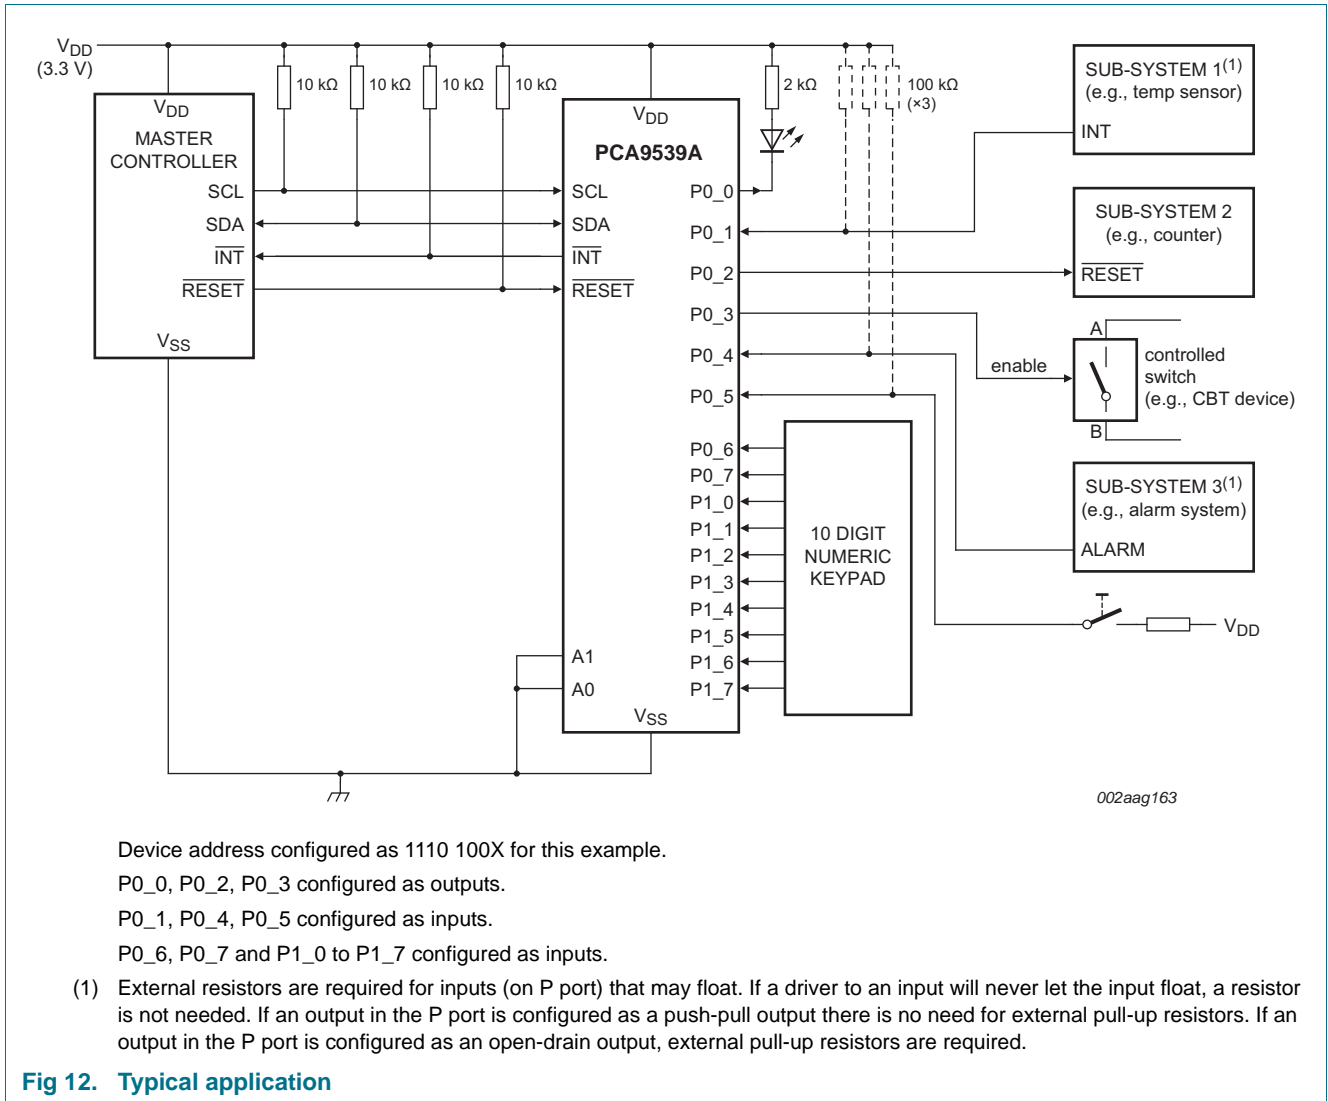 VDD
(3.3 V)
10 kΩ
10 kΩ
10 kΩ
10 kΩ
2 kΩ
100 kΩ
(×3)
VDD
MASTER
CONTROLLER
SCL
SDA
INT
RESET
VSS
VDD
PCA9539A
SCL
SDA
INT
RESET
A1
A0
VSS
P0_0
P0_1
P0_2
P0_3
P0_4
P0_5
P0_6
P0_7
P1_0
P1_1
P1_2
P1_3
P1_4
P1_5
P1_6
P1_7
10 DIGIT
NUMERIC
KEYPAD
SUB-SYSTEM 1(1)
(e.g., temp sensor)
INT
SUB-SYSTEM 2
(e.g., counter)
RESET
enable
A
B
controlled
switch
(e.g., CBT device)
SUB-SYSTEM 3(1)
(e.g., alarm system)
ALARM
VDD
002aag163
Device address configured as 1110 100X for this example.
P0_0, P0_2, P0_3 configured as outputs.
P0_1, P0_4, P0_5 configured as inputs.
P0_6, P0_7 and P1_0 to P1_7 configured as inputs.
(1) External resistors are required for inputs (on P port) that may float. If a driver to an input will never let the input float, a resistor
is not needed. If an output in the P port is configured as a push-pull output there is no need for external pull-up resistors. If an
output in the P port is configured as an open-drain output, external pull-up resistors are required.
Fig 12. Typical application